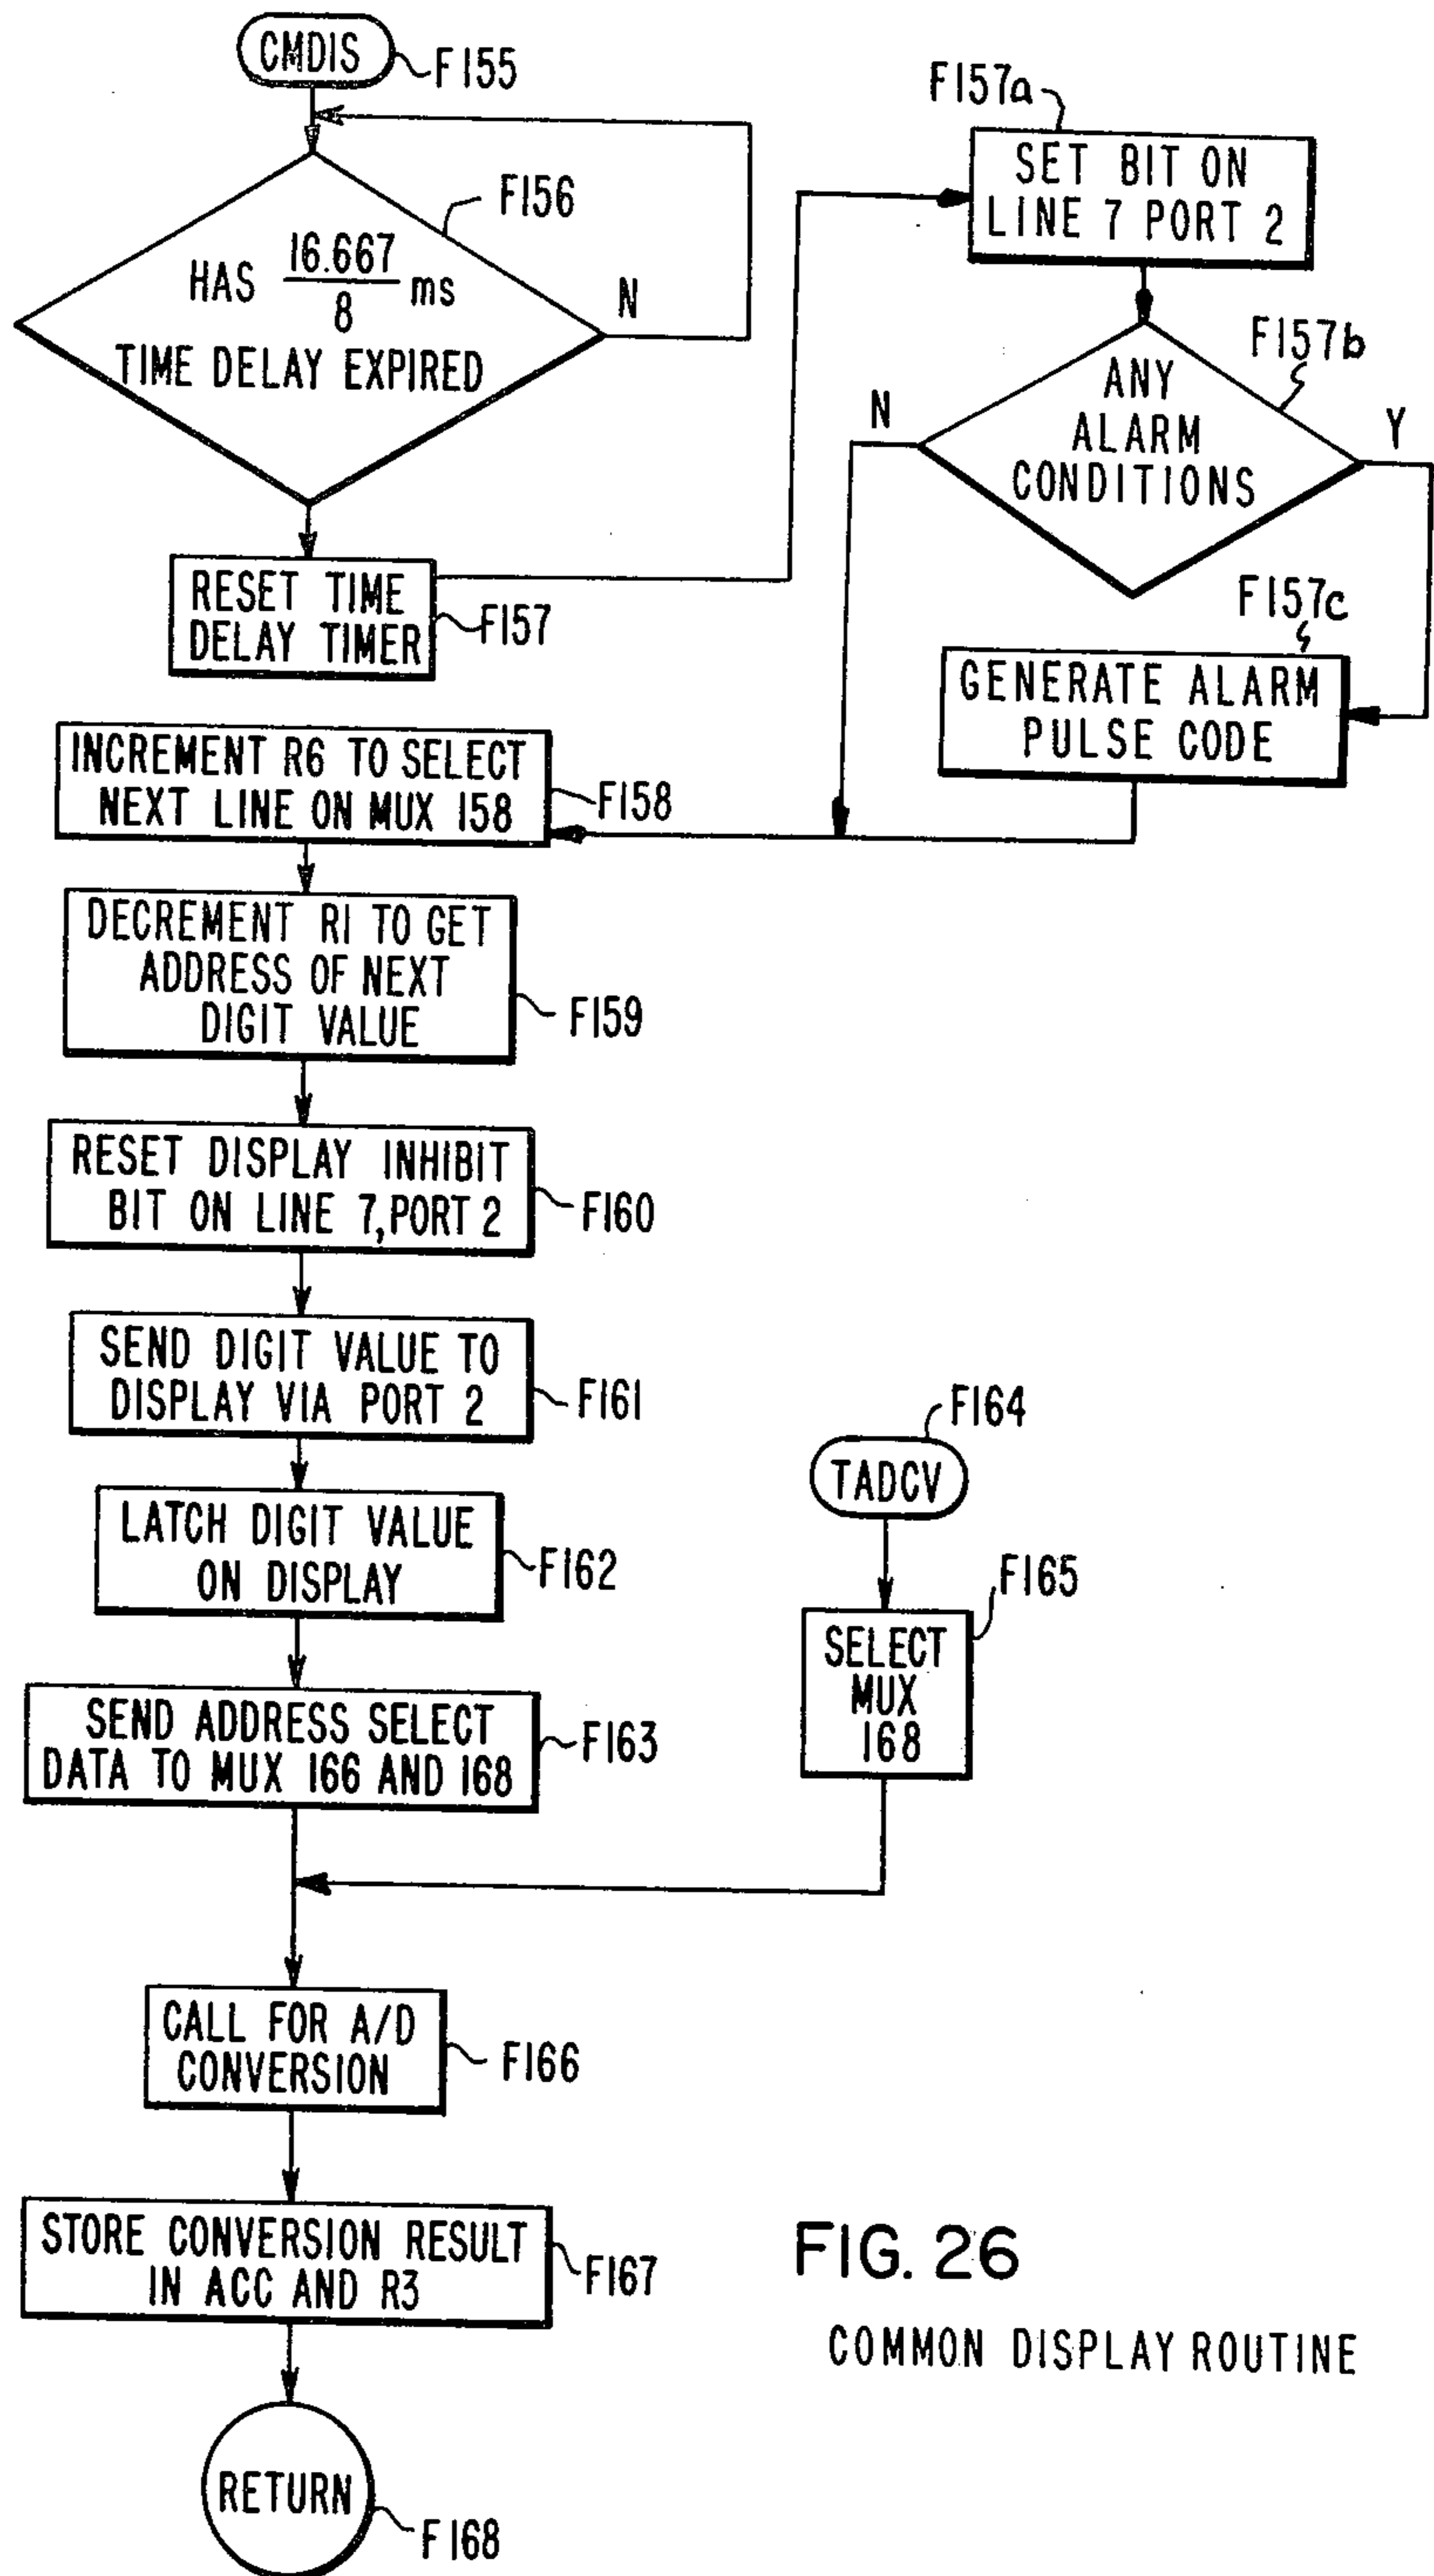 CMDIS
F155
F156
HAS 16.667/8 ms
TIME DELAY EXPIRED
N
RESET TIME
DELAY TIMER
F157
F157a
SET BIT ON
LINE 7 PORT 2
F157b
ANY
ALARM
CONDITIONS
N
Y
F157c
GENERATE ALARM
PULSE CODE
INCREMENT R6 TO SELECT
NEXT LINE ON MUX 158
F158
DECREMENT R1 TO GET
ADDRESS OF NEXT
DIGIT VALUE
F159
RESET DISPLAY INHIBIT
BIT ON LINE 7, PORT 2
F160
SEND DIGIT VALUE TO
DISPLAY VIA PORT 2
F161
LATCH DIGIT VALUE
ON DISPLAY
F162
SEND ADDRESS SELECT
DATA TO MUX 166 AND 168
F163
TADCV
F164
SELECT
MUX
168
F165
CALL FOR A/D
CONVERSION
F166
STORE CONVERSION RESULT
IN ACC AND R3
F167
RETURN
F168
FIG. 26
COMMON DISPLAY ROUTINE